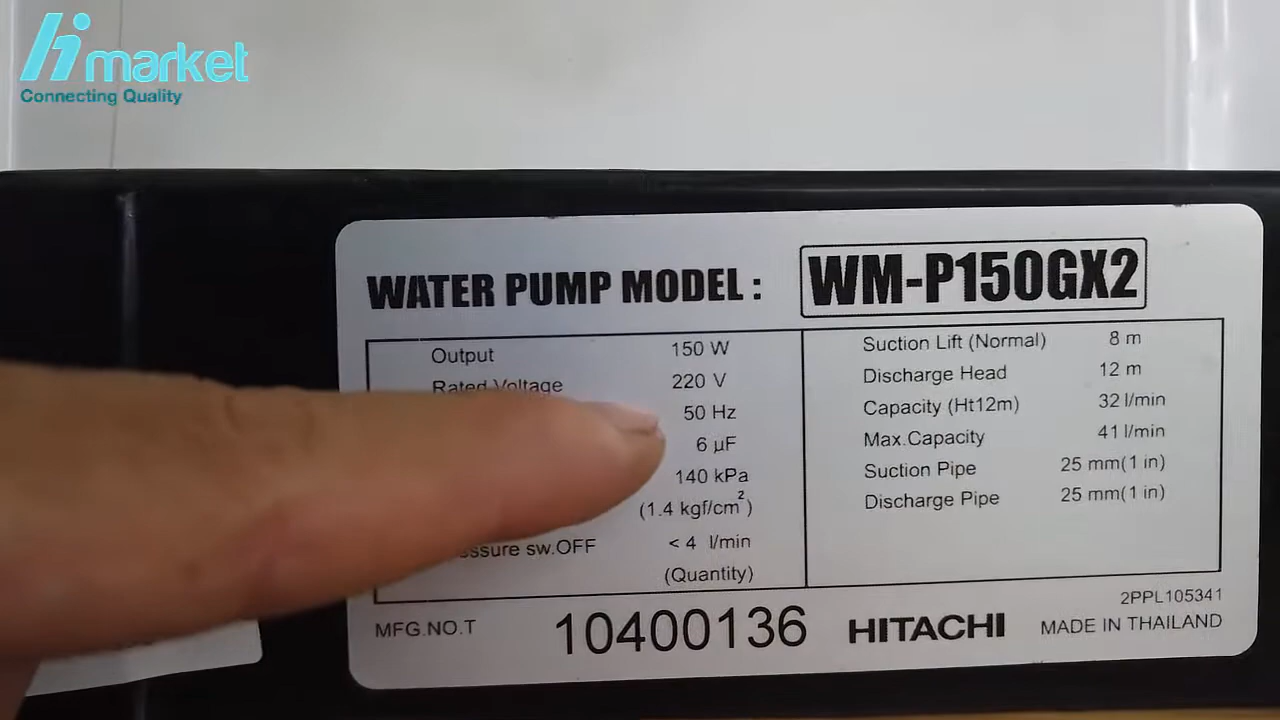 Hi market
Connecting Quality
WATER PUMP MODEL : WM-P150GX2
Output 150 W
Rated Voltage 220 V
50 Hz
6 µF
140 kPa
(1.4 kgf/cm²)
ssure sw.OFF < 4 l/min
(Quantity)
Suction Lift (Normal) 8 m
Discharge Head 12 m
Capacity (Ht12m) 32 l/min
Max.Capacity 41 l/min
Suction Pipe 25 mm(1 in)
Discharge Pipe 25 mm(1 in)
2PPL105341
MFG.NO.T 10400136 HITACHI MADE IN THAILAND